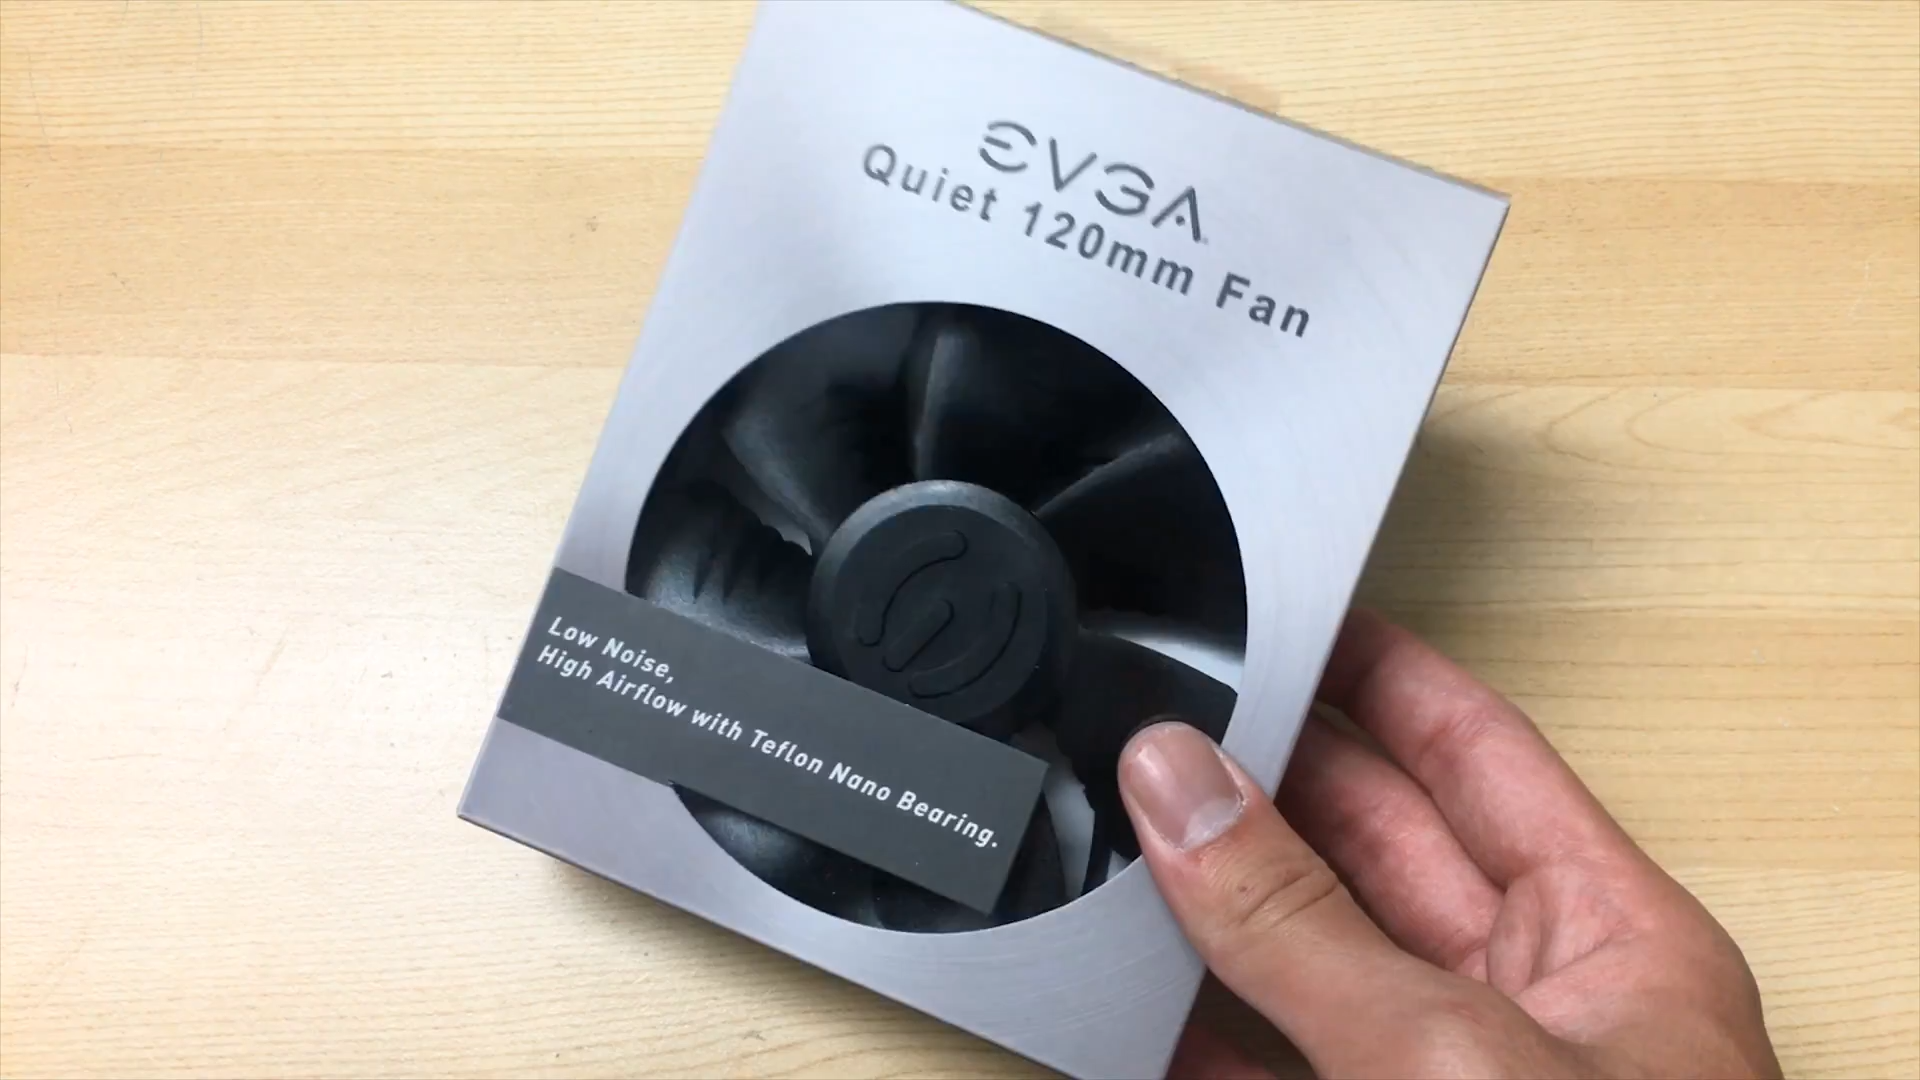 EVGA
Quiet 120mm Fan
Low Noise,
High Airflow with Teflon Nano Bearing.